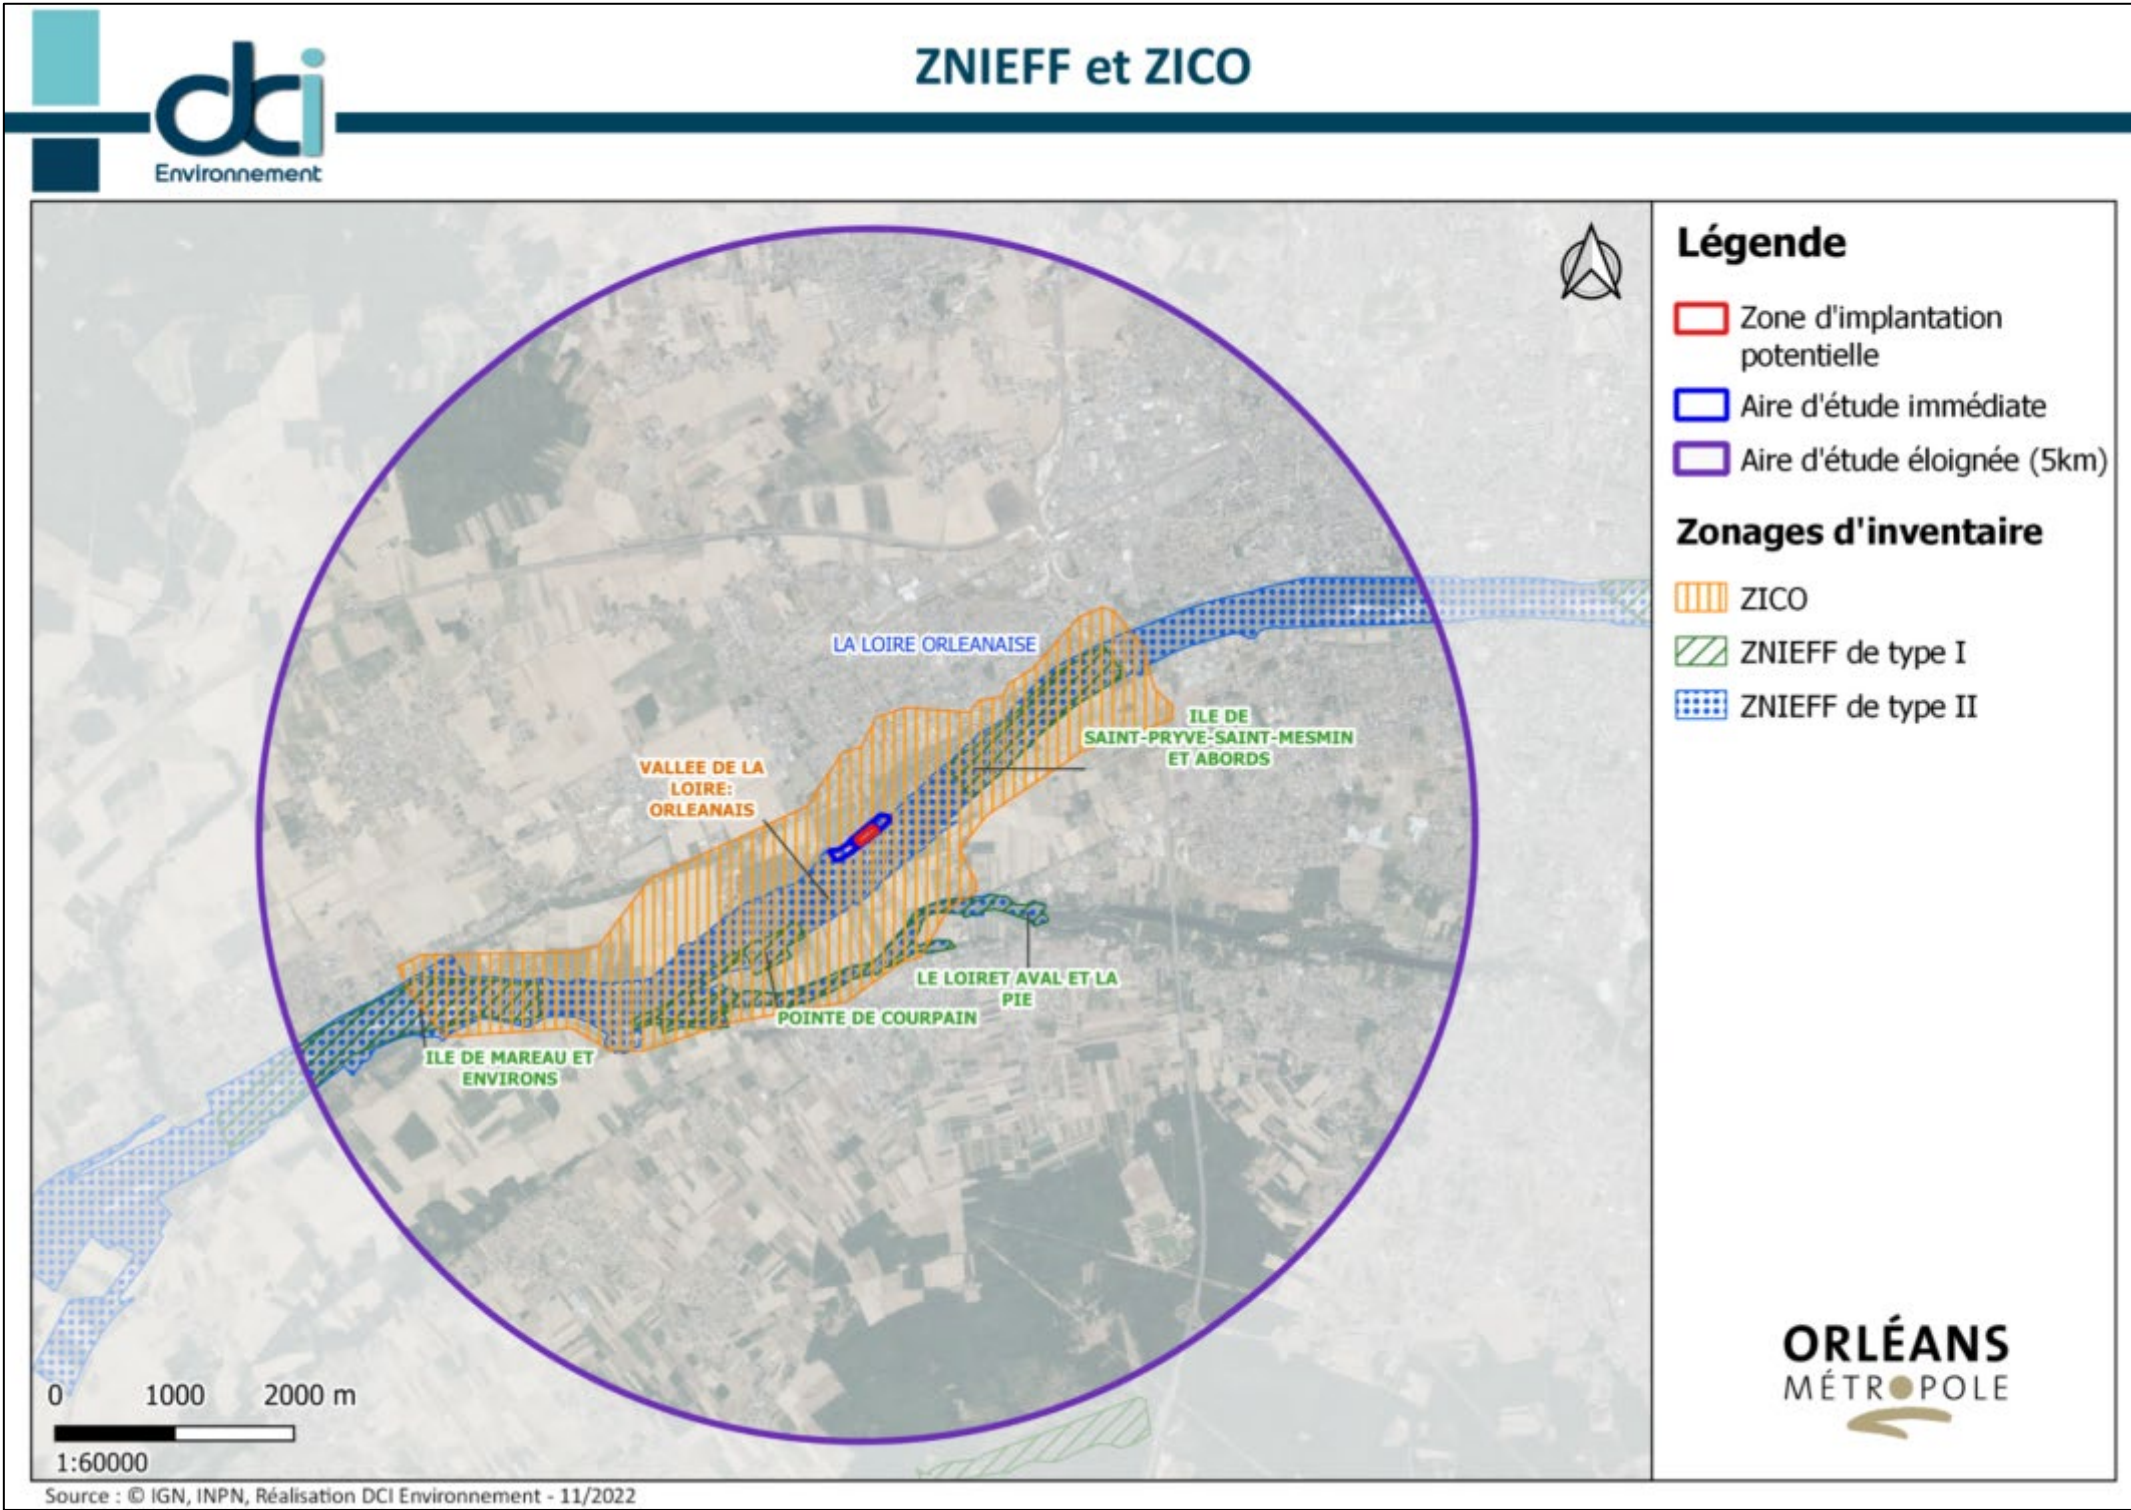 dci
Environnement
ZNIEFF et ZICO
LA LOIRE ORLEANAISE
ILE DE
SAINT-PRYVE-SAINT-MESMIN
ET ABORDS
VALLEE DE LA
LOIRE:
ORLEANAIS
LE LOIRET AVAL ET LA
PIE
POINTE DE COURPAIN
ILE DE MAREAU ET
ENVIRONS
0 1000 2000 m
1:60000
Légende
Zone d'implantation
potentielle
Aire d'étude immédiate
Aire d'étude éloignée (5km)
Zonages d'inventaire
ZICO
ZNIEFF de type I
ZNIEFF de type II
ORLÉANS
MÉTROPOLE
Source : © IGN, INPN, Réalisation DCI Environnement - 11/2022